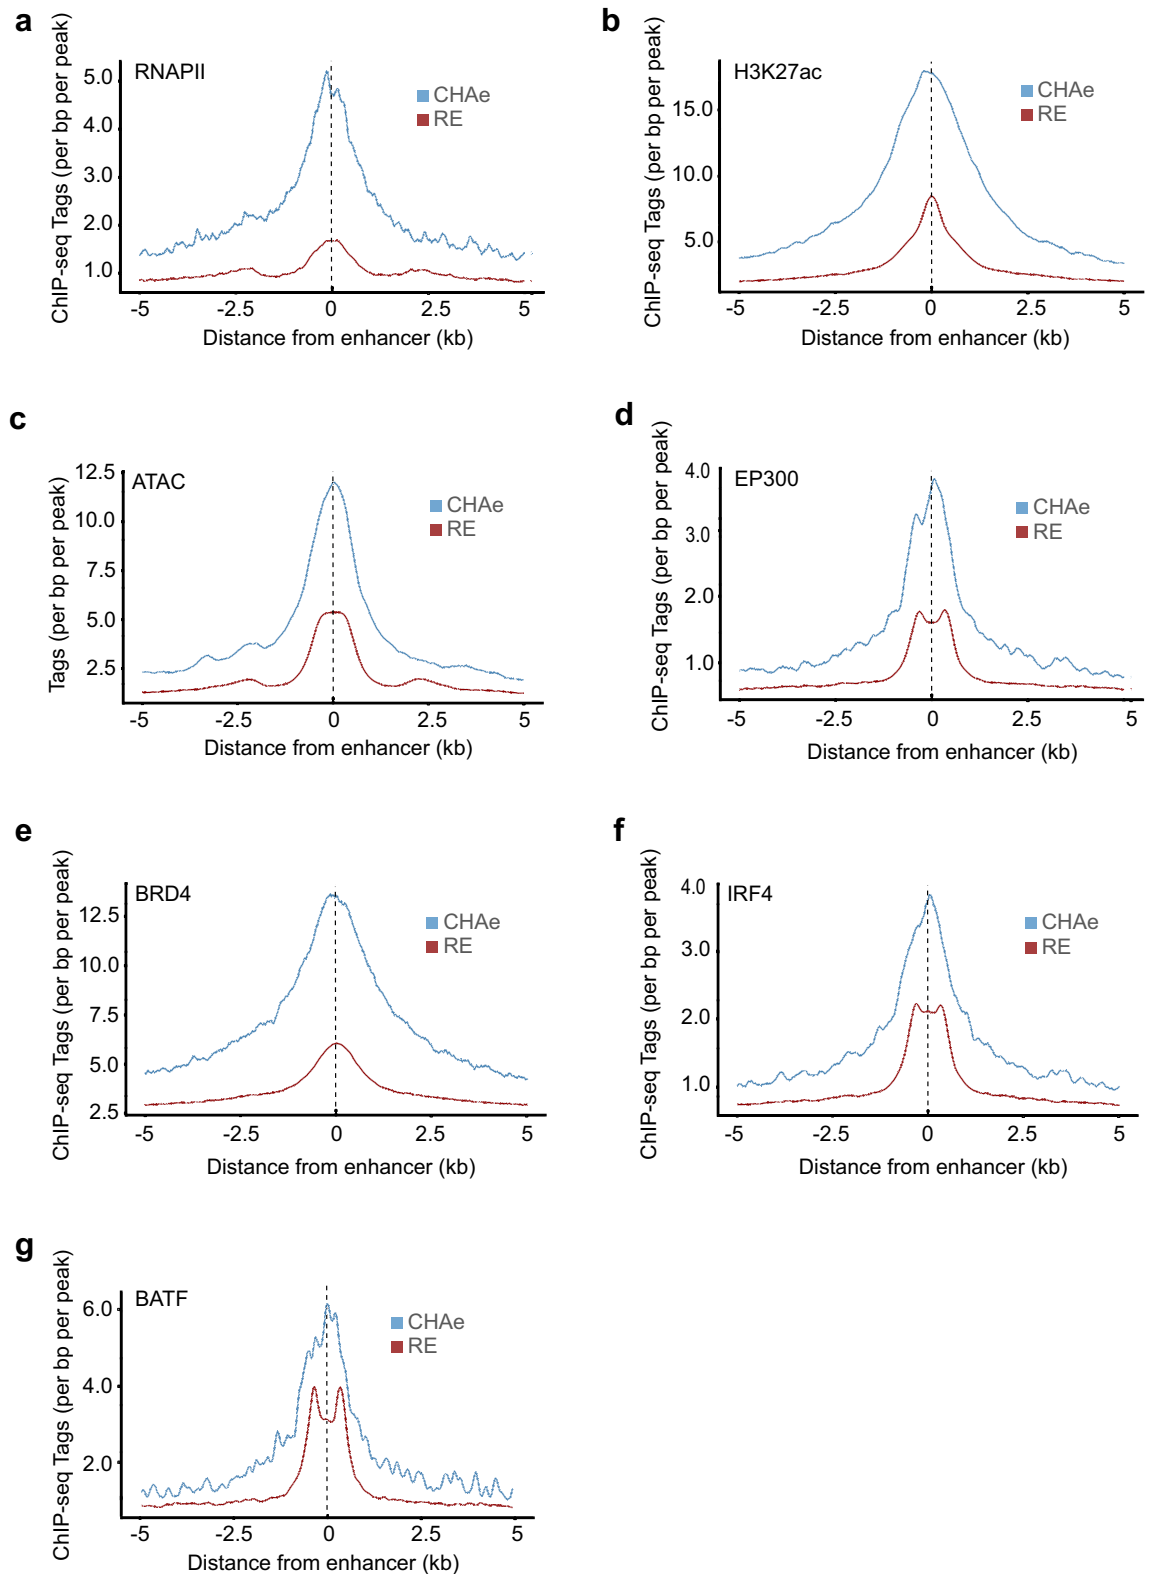 a
ChIP-seq Tags (per bp per peak)
RNAPII
CHAe
RE
5.0
4.0
3.0
2.0
1.0
-5
-2.5
0
2.5
5
Distance from enhancer (kb)
b
ChIP-seq Tags (per bp per peak)
H3K27ac
CHAe
RE
15.0
10.0
5.0
-5
-2.5
0
2.5
5
Distance from enhancer (kb)
c
Tags (per bp per peak)
ATAC
CHAe
RE
12.5
10.0
7.5
5.0
2.5
-5
-2.5
0
2.5
5
Distance from enhancer (kb)
d
ChIP-seq Tags (per bp per peak)
EP300
CHAe
RE
4.0
3.0
2.0
1.0
-5
-2.5
0
2.5
5
Distance from enhancer (kb)
e
ChIP-seq Tags (per bp per peak)
BRD4
CHAe
RE
12.5
10.0
7.5
5.0
2.5
-5
-2.5
0
2.5
5
Distance from enhancer (kb)
f
ChIP-seq Tags (per bp per peak)
IRF4
CHAe
RE
4.0
3.0
2.0
1.0
-5
-2.5
0
2.5
5
Distance from enhancer (kb)
g
ChIP-seq Tags (per bp per peak)
BATF
CHAe
RE
6.0
4.0
2.0
-5
-2.5
0
2.5
5
Distance from enhancer (kb)